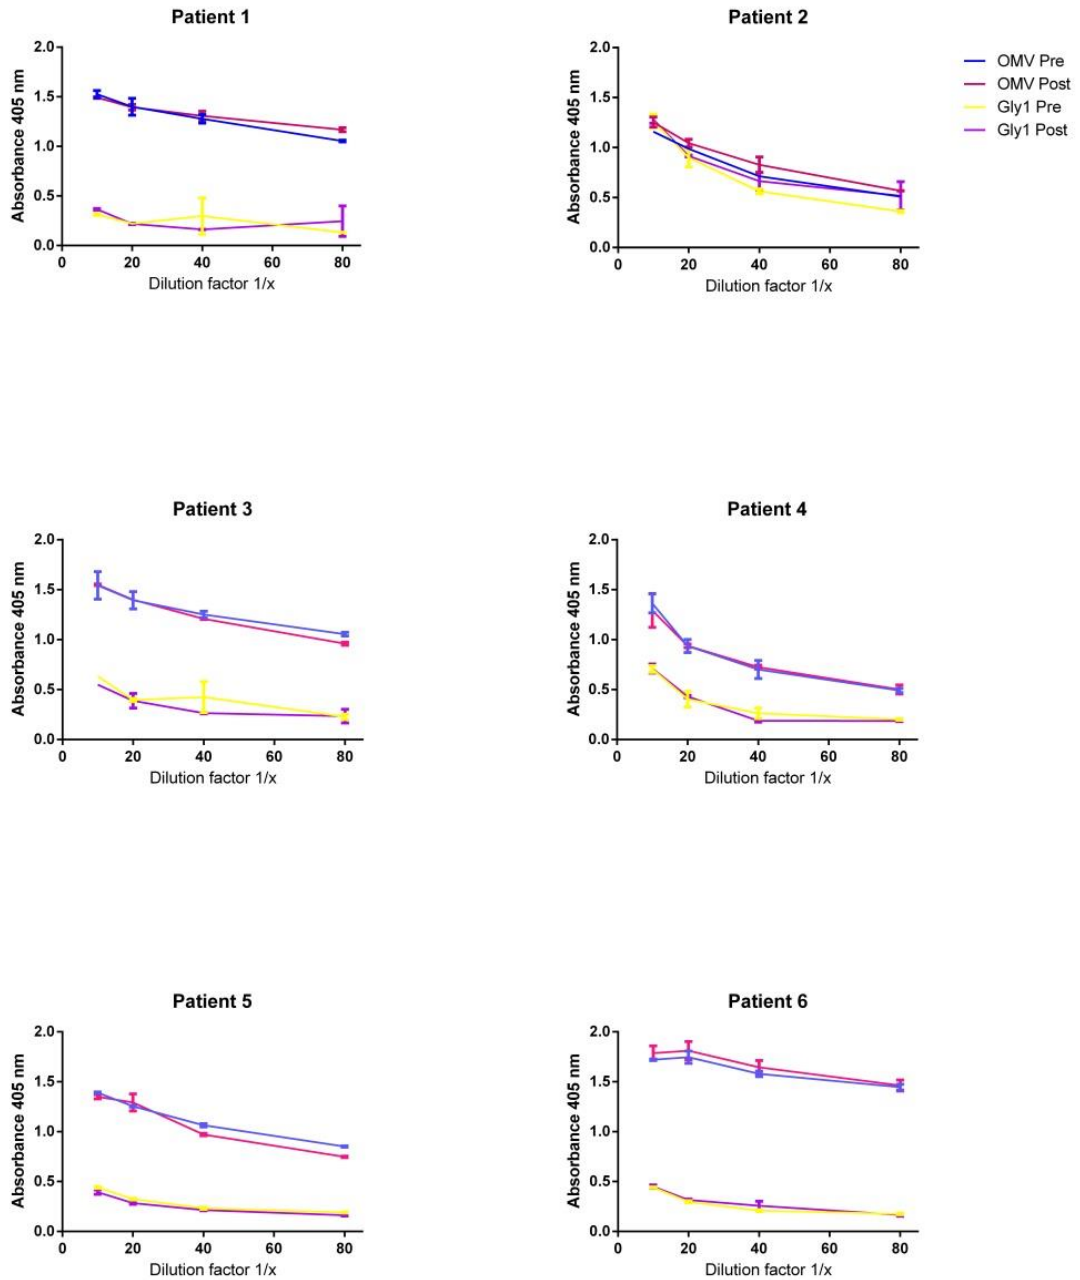 Patient 1
2.0
1.5
1.0
0.5
0.0
Absorbance 405 nm
0 20 40 60 80
Dilution factor 1/x
Patient 2
2.0
1.5
1.0
0.5
0.0
Absorbance 405 nm
0 20 40 60 80
Dilution factor 1/x
OMV Pre
OMV Post
Gly1 Pre
Gly1 Post
Patient 3
2.0
1.5
1.0
0.5
0.0
Absorbance 405 nm
0 20 40 60 80
Dilution factor 1/x
Patient 4
2.0
1.5
1.0
0.5
0.0
Absorbance 405 nm
0 20 40 60 80
Dilution factor 1/x
Patient 5
2.0
1.5
1.0
0.5
0.0
Absorbance 405 nm
0 20 40 60 80
Dilution factor 1/x
Patient 6
2.0
1.5
1.0
0.5
0.0
Absorbance 405 nm
0 20 40 60 80
Dilution factor 1/x